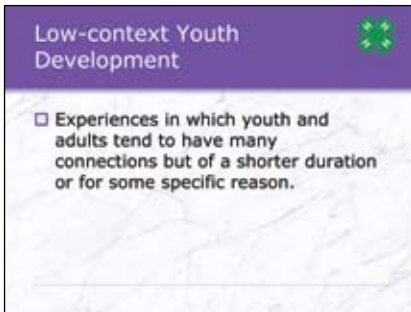 Low-context Youth
Development
Experiences in which youth and
adults tend to have many
connections but of a shorter duration
or for some specific reason.